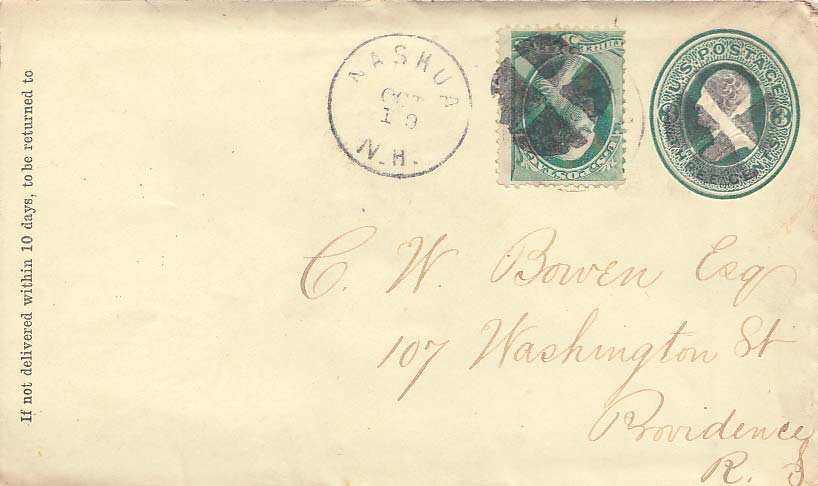 If not delivered within 10 days, to be returned to
NASHUA
OCT
19
N.H.
U.S. POSTAGE
3
THREE CENTS
C. W. Bowen Esq
107 Washington St
Providence
R. I